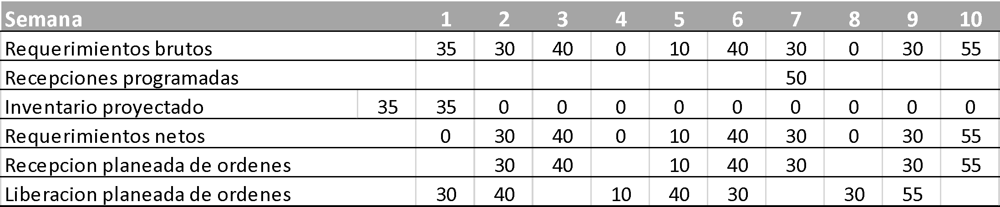 Semana 1 2 3 4 5 6 7 8 9 10
Requerimientos brutos 35 30 40 0 10 40 30 0 30 55
Recepciones programadas 50
Inventario proyectado 35 35 0 0 0 0 0 0 0 0 0
Requerimientos netos 0 30 40 0 10 40 30 0 30 55
Recepcion planeada de ordenes 30 40 10 40 30 30 55
Liberacion planeada de ordenes 30 40 10 40 30 30 55